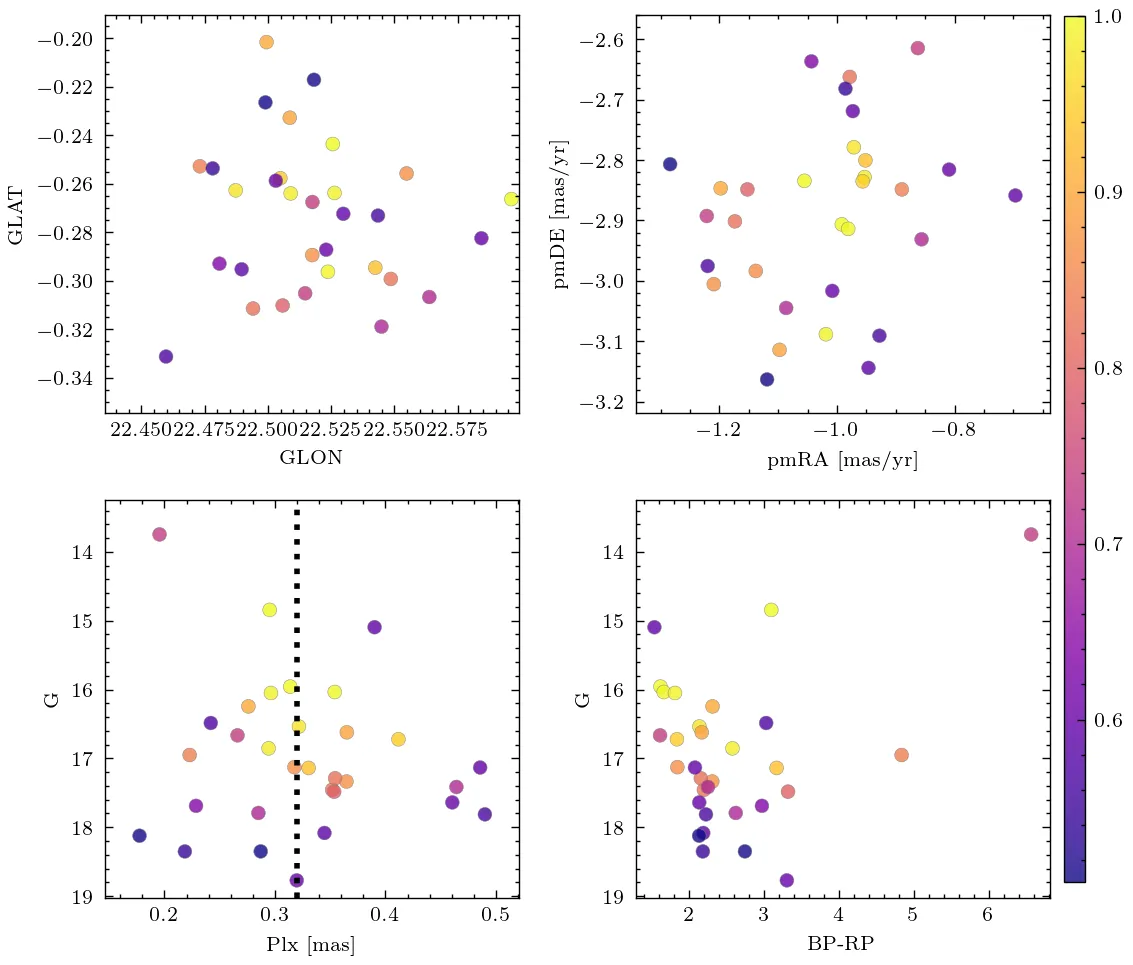 −0.20
−0.22
−0.24
−0.26
−0.28
−0.30
−0.32
−0.34
GLAT
22.450 22.475 22.500 22.525 22.550 22.575
GLON
−2.6
−2.7
−2.8
−2.9
−3.0
−3.1
−3.2
pmDE [mas/yr]
−1.2 −1.0 −0.8
pmRA [mas/yr]
1.0
0.9
0.8
0.7
0.6
14
15
16
17
18
19
G
0.2 0.3 0.4 0.5
Plx [mas]
14
15
16
17
18
19
G
2 3 4 5 6
BP-RP